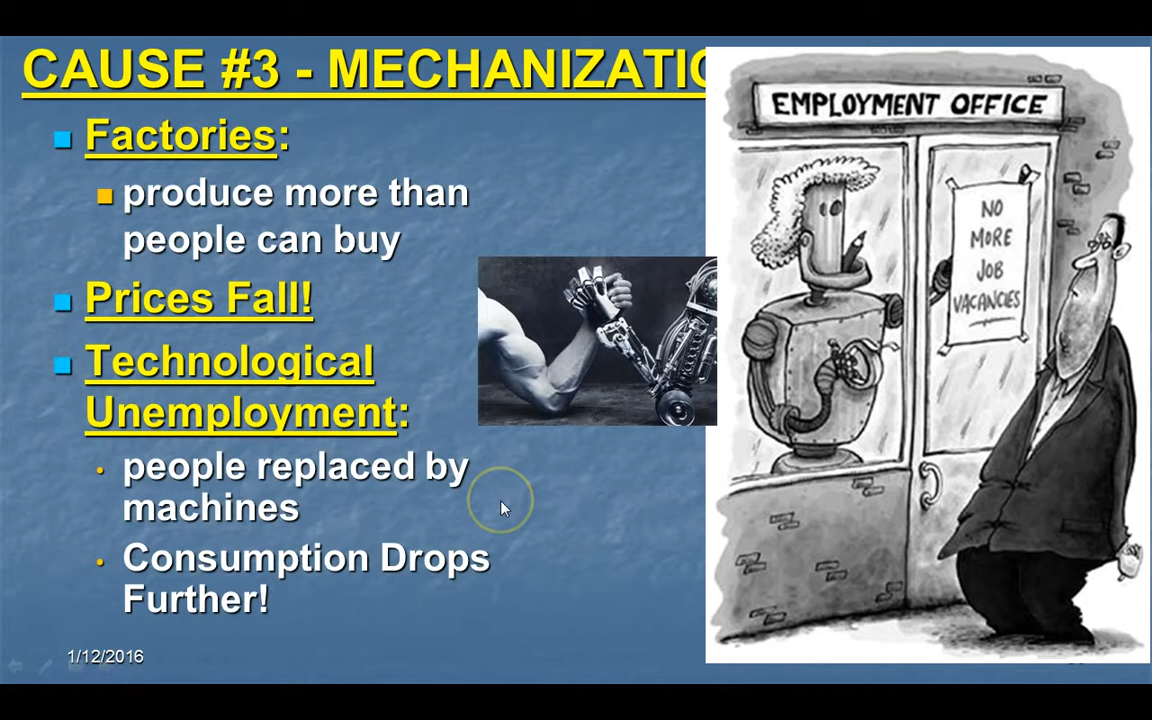 CAUSE #3 - MECHANIZATIO
Factories:
produce more than
people can buy
Prices Fall!
Technological
Unemployment:
people replaced by
machines
Consumption Drops
Further!
1/12/2016
EMPLOYMENT OFFICE
NO
MORE
JOB
VACANCIES